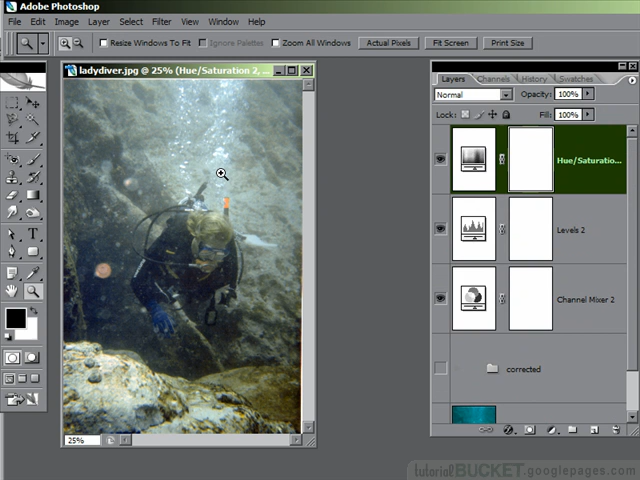 Adobe Photoshop
File Edit Image Layer Select Filter View Window Help
Resize Windows To Fit Ignore Palettes Zoom All Windows Actual Pixels Fit Screen Print Size
ladydiver.jpg @ 25% (Hue/Saturation 2, ...
Layers Channels History Swatches
Normal Opacity: 100%
Lock: Fill: 100%
Hue/Saturatio...
Levels 2
Channel Mixer 2
corrected
25%
tutorialBUCKET.googlepages.com